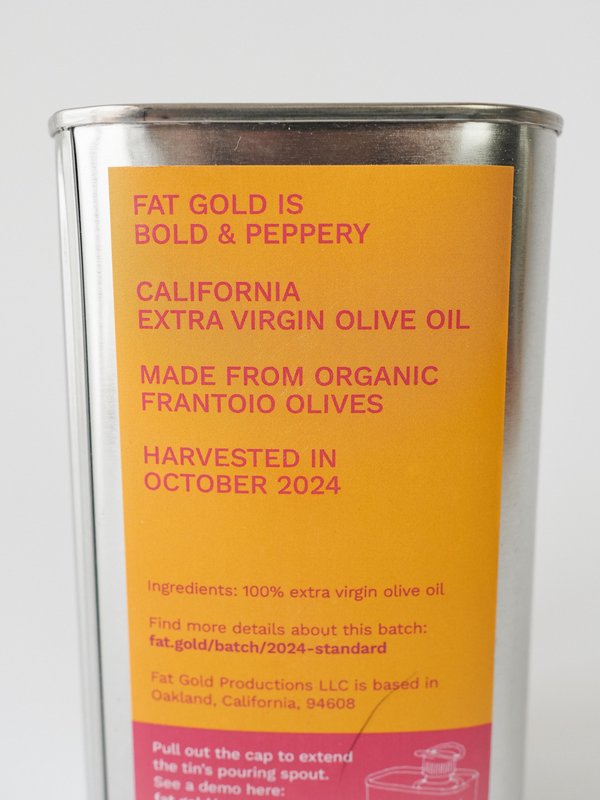 FAT GOLD IS
BOLD & PEPPERY
CALIFORNIA
EXTRA VIRGIN OLIVE OIL
MADE FROM ORGANIC
FRANTOIO OLIVES
HARVESTED IN
OCTOBER 2024
Ingredients: 100% extra virgin olive oil
Find more details about this batch:
fat.gold/batch/2024-standard
Fat Gold Productions LLC is based in
Oakland, California, 94608
Pull out the cap to extend
the tin's pouring spout.
See a demo here: